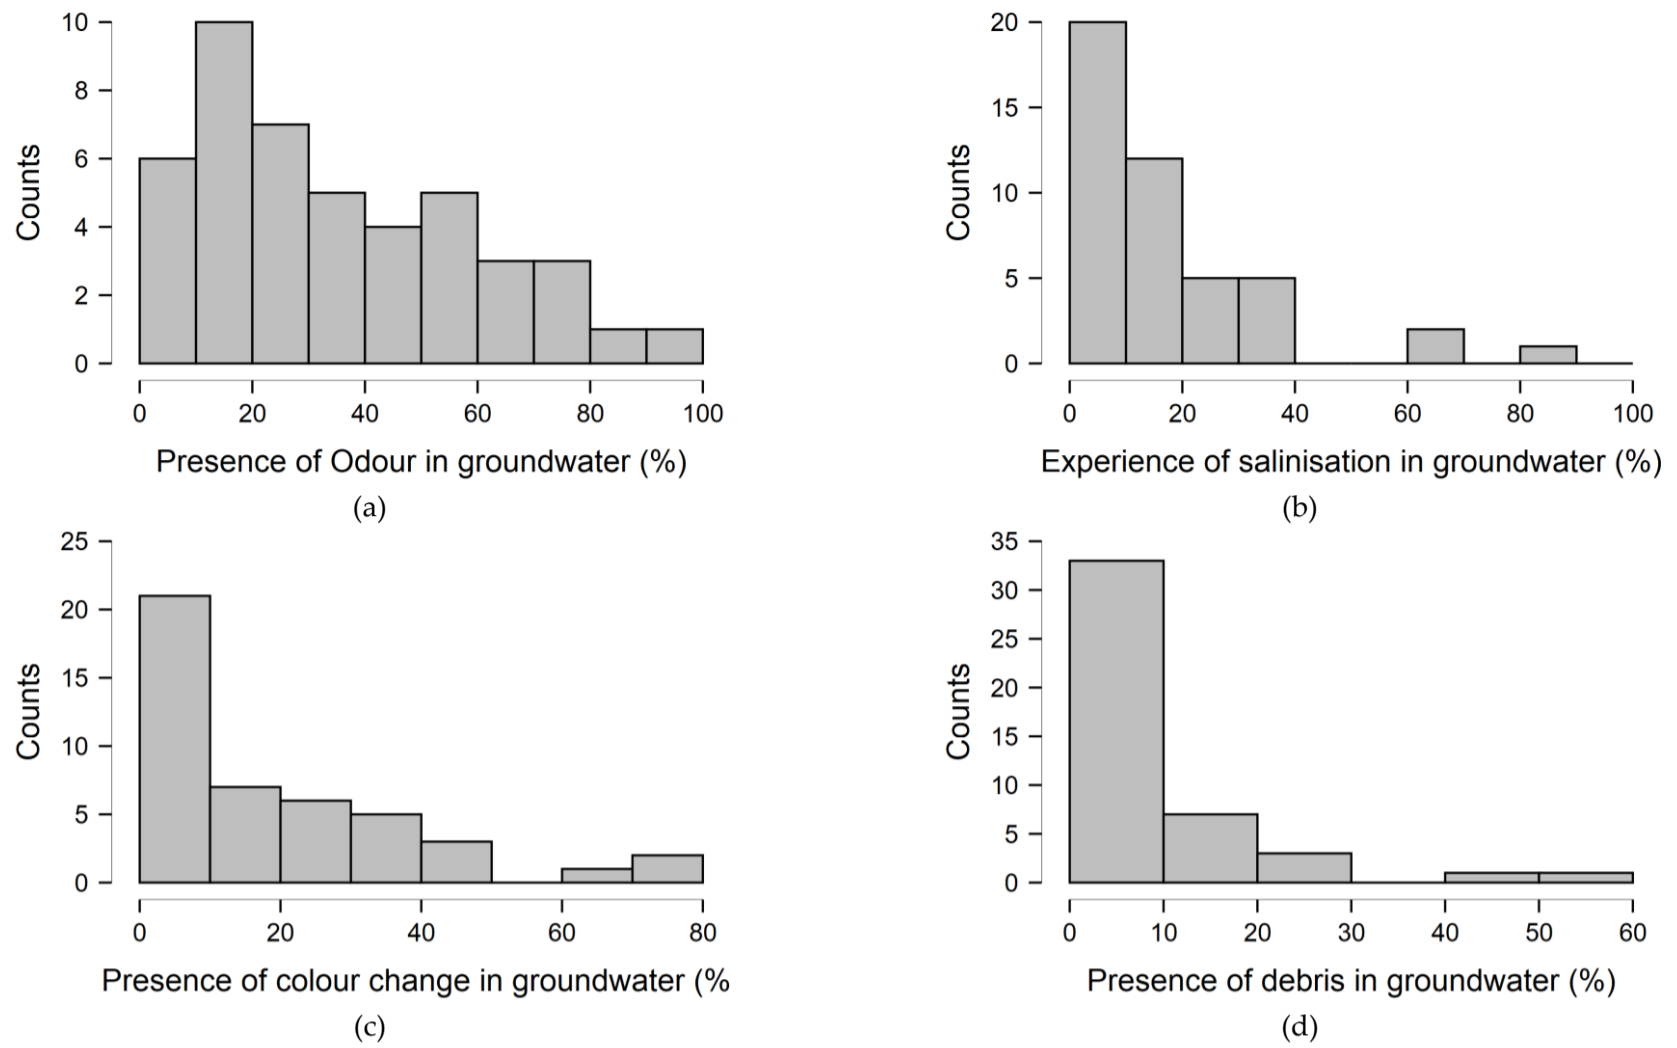 10
8
6
4
2
0
Counts
0 20 40 60 80 100
Presence of Odour in groundwater (%)
(a)
20
15
10
5
0
Counts
0 20 40 60 80 100
Experience of salinisation in groundwater (%)
(b)
25
20
15
10
5
0
Counts
0 20 40 60 80
Presence of colour change in groundwater (%
(c)
35
30
25
20
15
10
5
0
Counts
0 10 20 30 40 50 60
Presence of debris in groundwater (%)
(d)